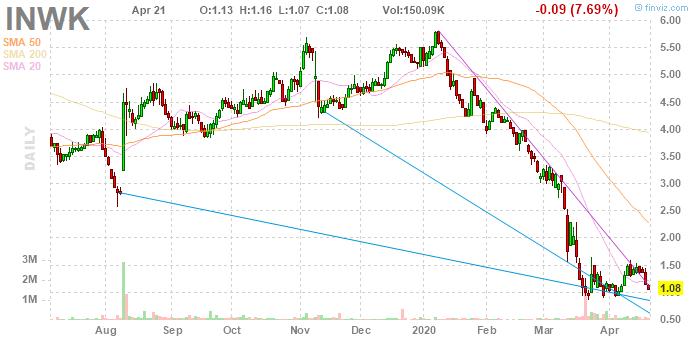 INWK Apr 21 O:1.13 H:1.16 L:1.07 C:1.08 Vol:150.09K -0.09 (7.69%) © finviz.com
SMA 50
SMA 200
SMA 20
DAILY
6.00
5.50
5.00
4.50
4.00
3.50
3.00
2.50
2.00
1.50
1.08
0.50
3M
2M
1M
Aug Sep Oct Nov Dec 2020 Feb Mar Apr